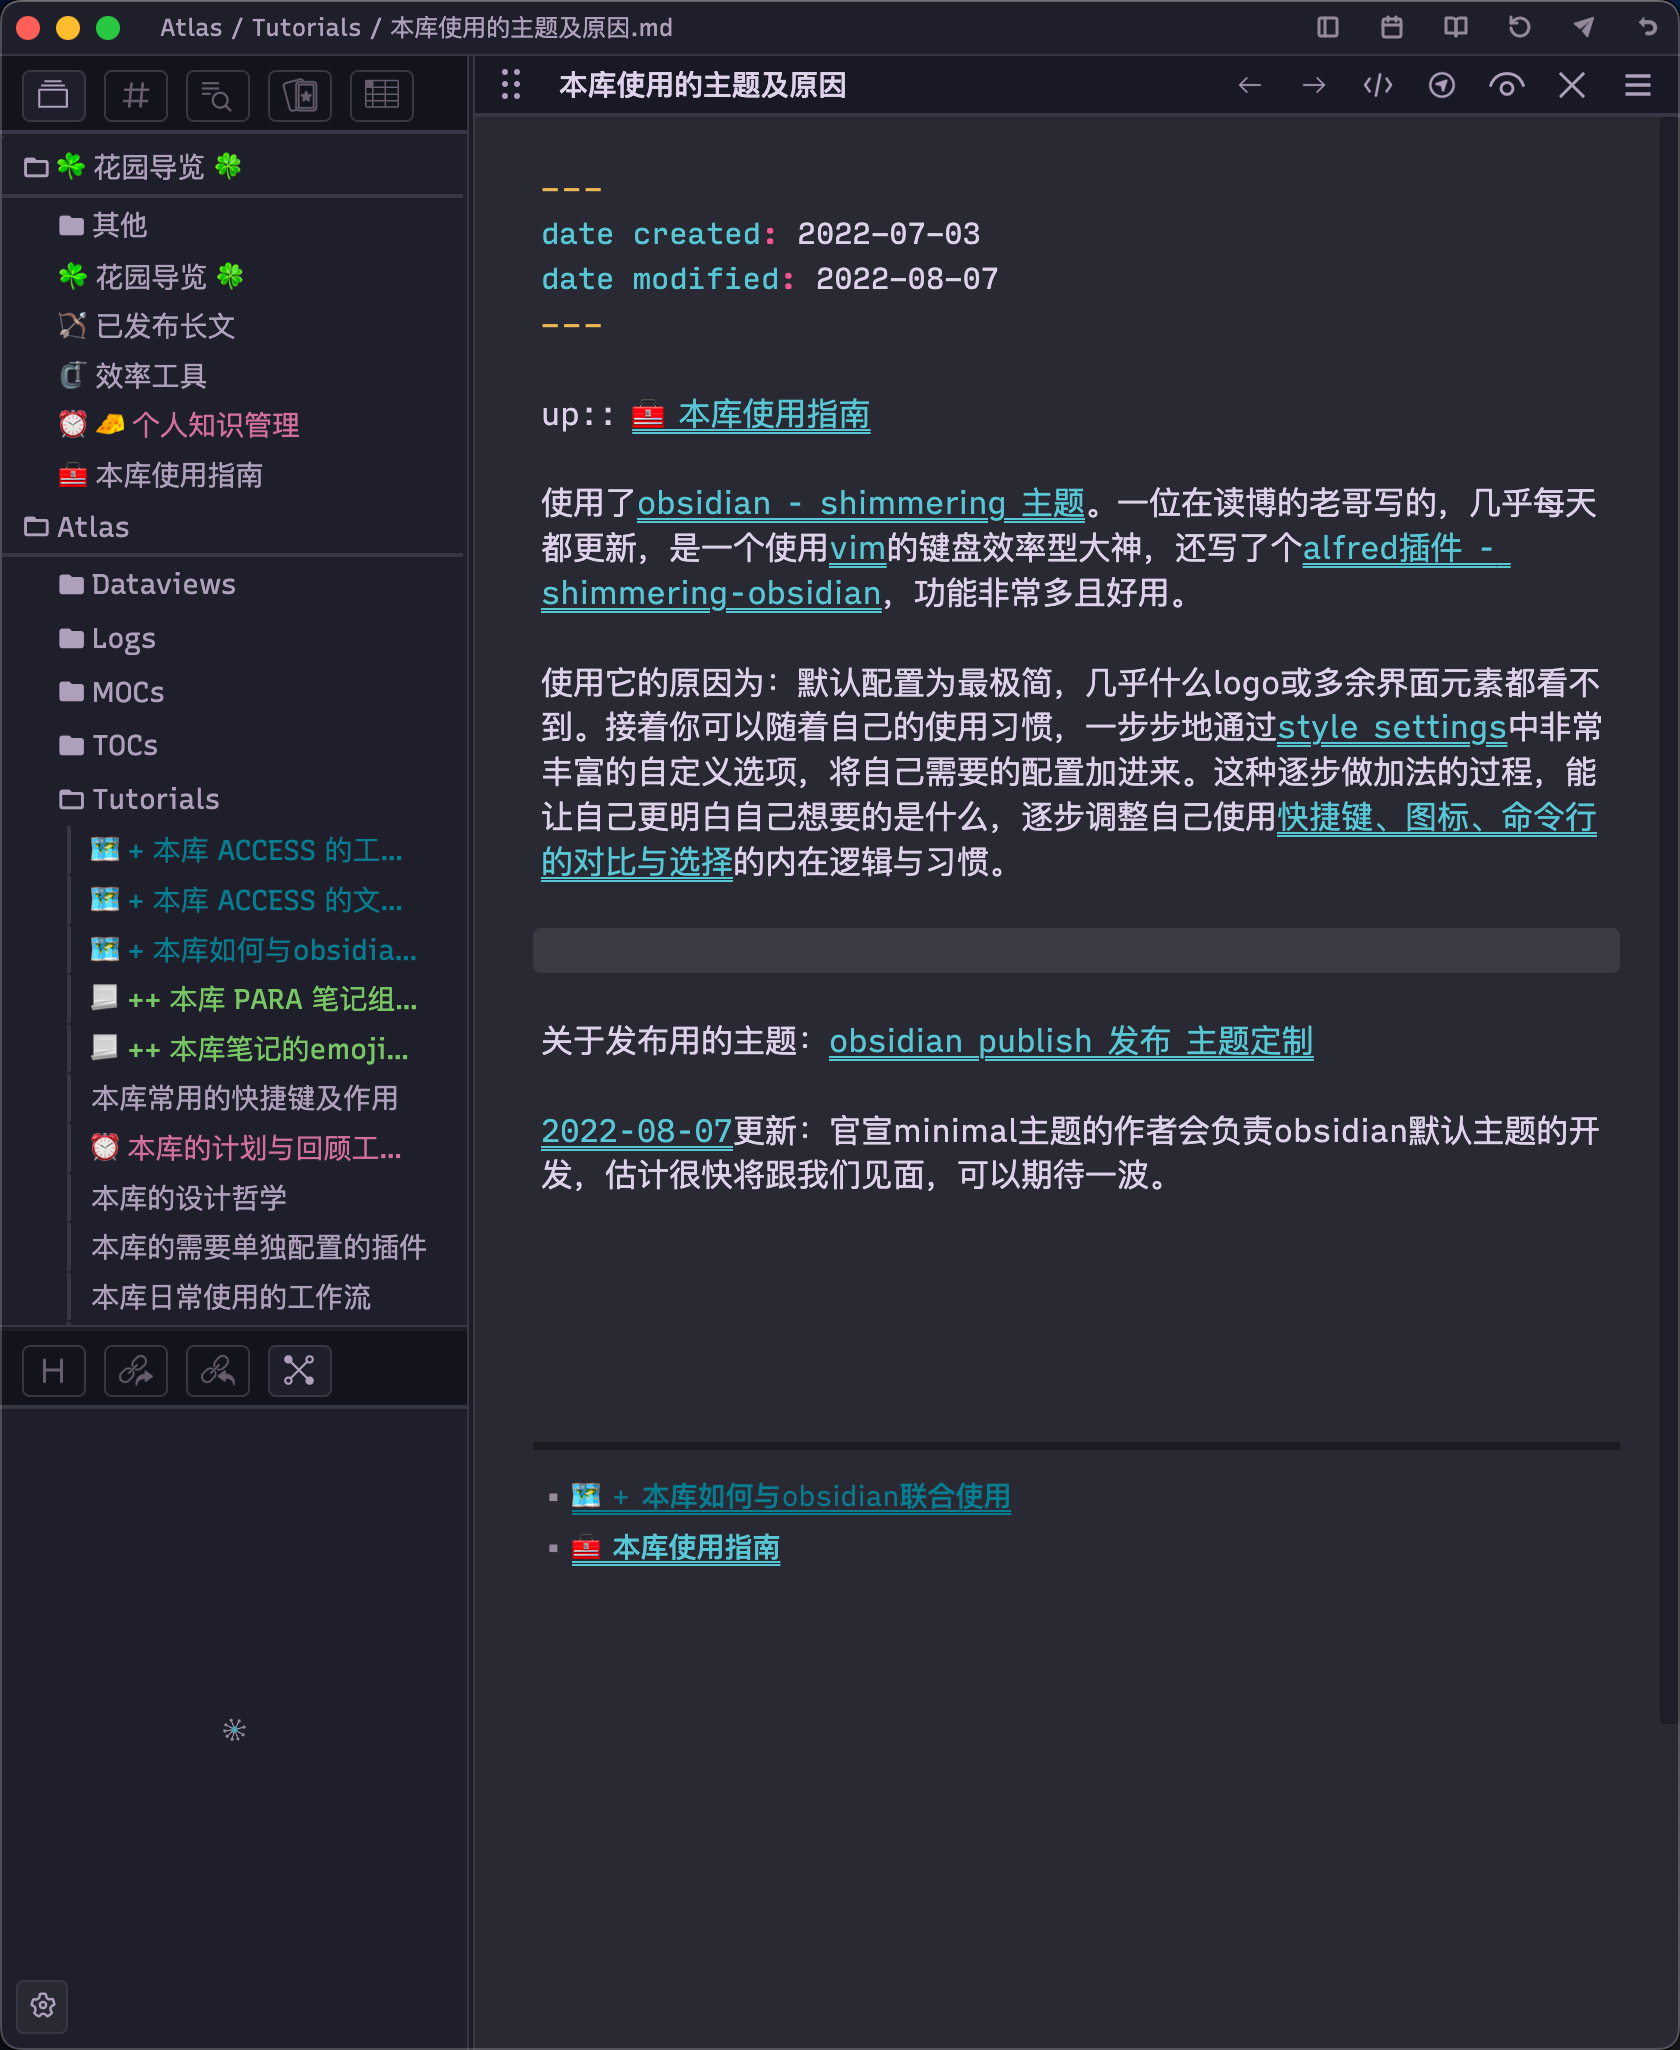 Atlas / Tutorials / 本库使用的主题及原因.md
花园导览
其他
花园导览
已发布长文
效率工具
个人知识管理
本库使用指南
Atlas
Dataviews
Logs
MOCs
TOCs
Tutorials
+ 本库 ACCESS 的工...
+ 本库 ACCESS 的文...
+ 本库如何与obsidia...
++ 本库 PARA 笔记组...
++ 本库笔记的emoji...
本库常用的快捷键及作用
本库的计划与回顾工...
本库的设计哲学
本库的需要单独配置的插件
本库日常使用的工作流
本库使用的主题及原因
---
date created: 2022-07-03
date modified: 2022-08-07
---
up:: 本库使用指南
使用了obsidian - shimmering 主题。一位在读博的老哥写的，几乎每天
都更新，是一个使用vim的键盘效率型大神，还写了个alfred插件 -
shimmering-obsidian，功能非常多且好用。
使用它的原因为：默认配置为最极简，几乎什么logo或多余界面元素都看不
到。接着你可以随着自己的使用习惯，一步步地通过style settings中非常
丰富的自定义选项，将自己需要的配置加进来。这种逐步做加法的过程，能
让自己更明白自己想要的是什么，逐步调整自己使用快捷键、图标、命令行
的对比与选择的内在逻辑与习惯。
关于发布用的主题：obsidian publish 发布 主题定制
2022-08-07更新：官宣minimal主题的作者会负责obsidian默认主题的开
发，估计很快将跟我们见面，可以期待一波。
+ 本库如何与obsidian联合使用
本库使用指南